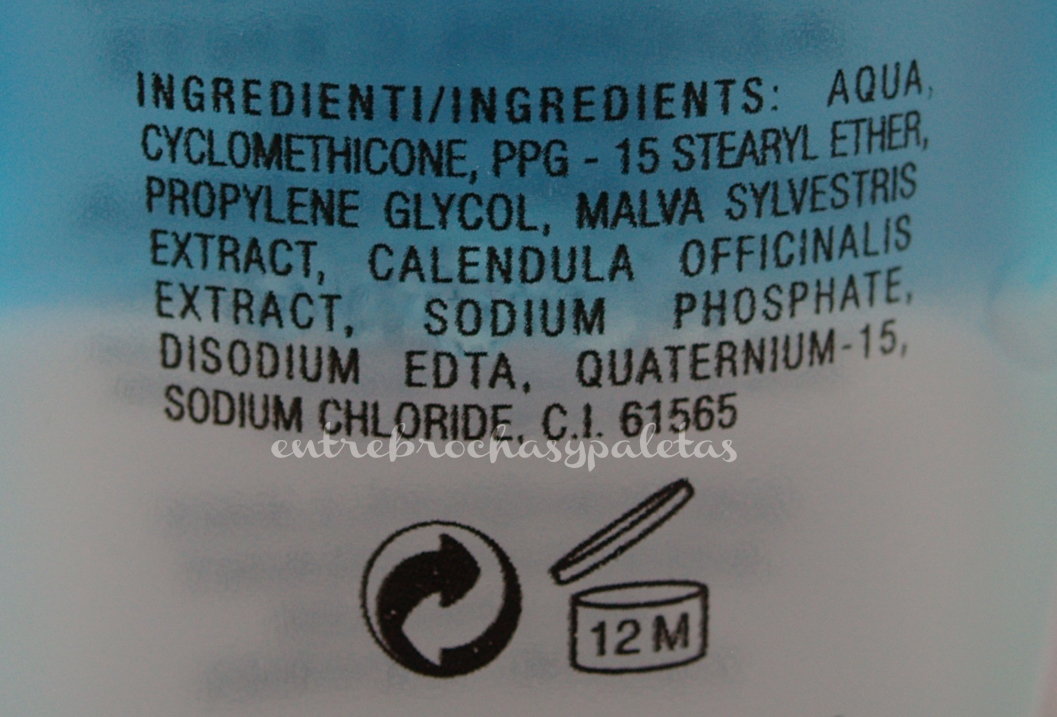 INGREDIENTI/INGREDIENTS: AQUA,
CYCLOMETHICONE, PPG - 15 STEARYL ETHER,
PROPYLENE GLYCOL, MALVA SYLVESTRIS
EXTRACT, CALENDULA OFFICINALIS
EXTRACT, SODIUM PHOSPHATE,
DISODIUM EDTA, QUATERNIUM-15,
SODIUM CHLORIDE, C.I. 61565
entrebrochasypaletas
12 M